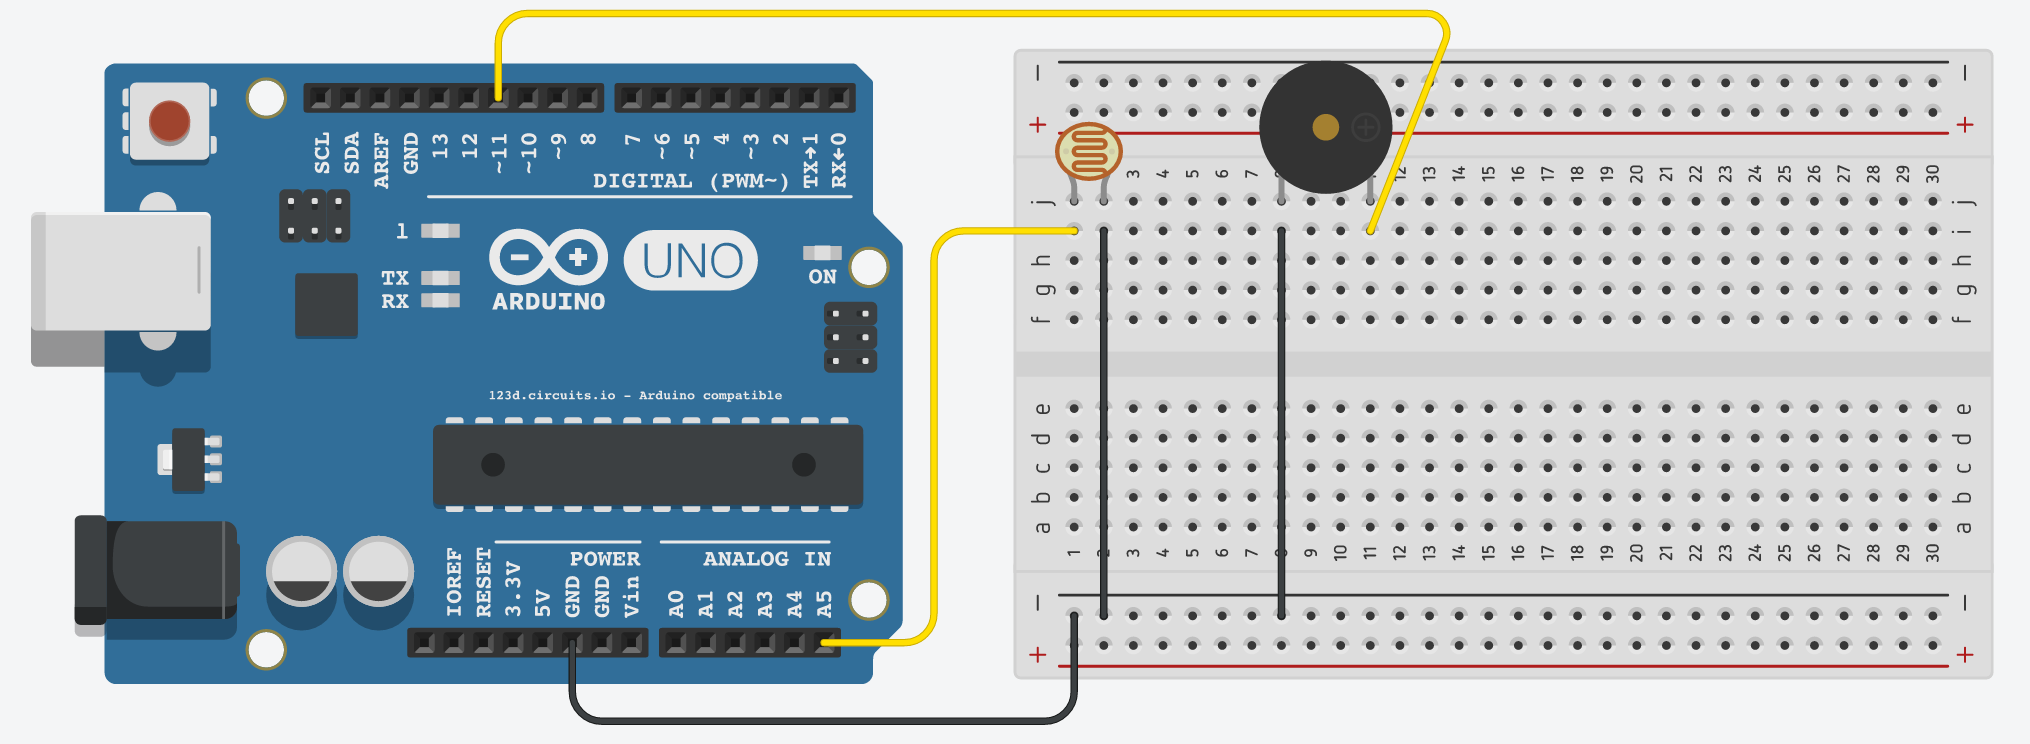 SCL SDA AREF GND 13 12 ~11 ~10 ~9 8 7 ~6 ~5 4 ~3 2 TX→1 RX←0
DIGITAL (PWM~)
1
TX
RX
UNO
ARDUINO
ON
123d.circuits.io - Arduino compatible
POWER
ANALOG IN
IOREF RESET 3.3V 5V GND GND Vin A0 A1 A2 A3 A4 A5
− −
+ +
3 4 5 6 7 12 13 14 15 16 17 18 19 20 21 22 23 24 25 26 27 28 29 30
j j
i
h h
g g
f f
e e
d d
c c
b b
a a
1 2 3 4 5 6 7 8 9 10 11 12 13 14 15 16 17 18 19 20 21 22 23 24 25 26 27 28 29 30
− −
+ +